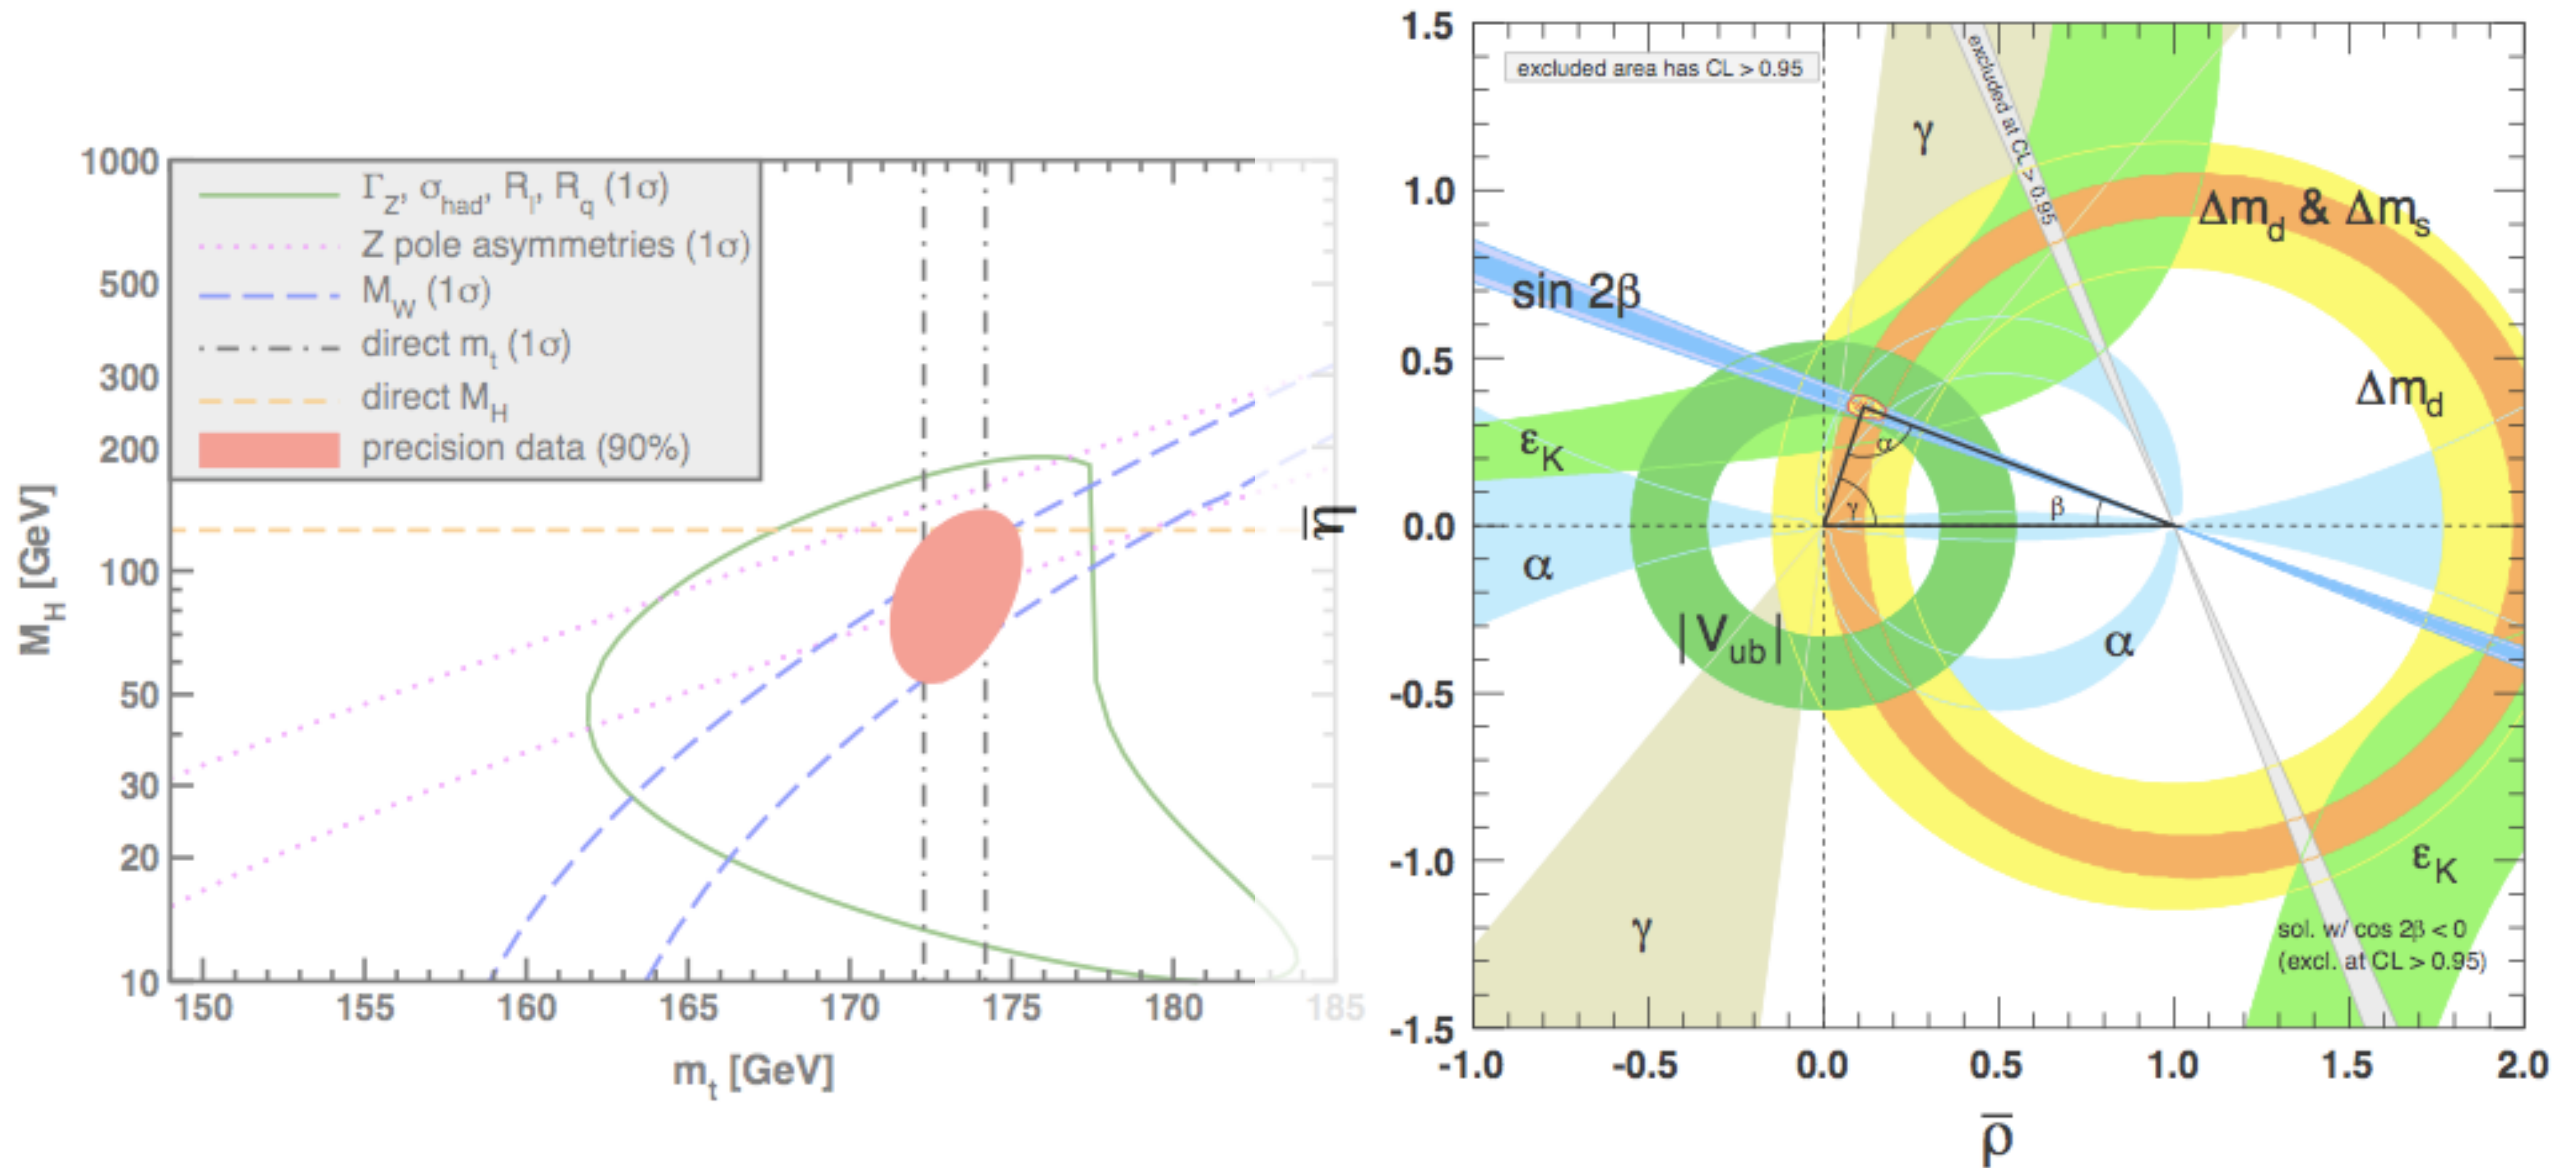 1000
500
300
200
100
50
30
20
10
M_H [GeV]
Γ_Z, σ_had, R_l, R_q (1σ)
Z pole asymmetries (1σ)
M_W (1σ)
direct m_t (1σ)
direct M_H
precision data (90%)
150 155 160 165 170 175 180 185
m_t [GeV]
1.5
1.0
0.5
0.0
-0.5
-1.0
-1.5
η̅
excluded area has CL > 0.95
excluded at CL > 0.95
γ
Δm_d & Δm_s
sin 2β
Δm_d
ε_K
α
γ
β
α
α
|V_ub|
γ
ε_K
sol. w/ cos 2β < 0
(excl. at CL > 0.95)
-1.0 -0.5 0.0 0.5 1.0 1.5 2.0
ρ̅